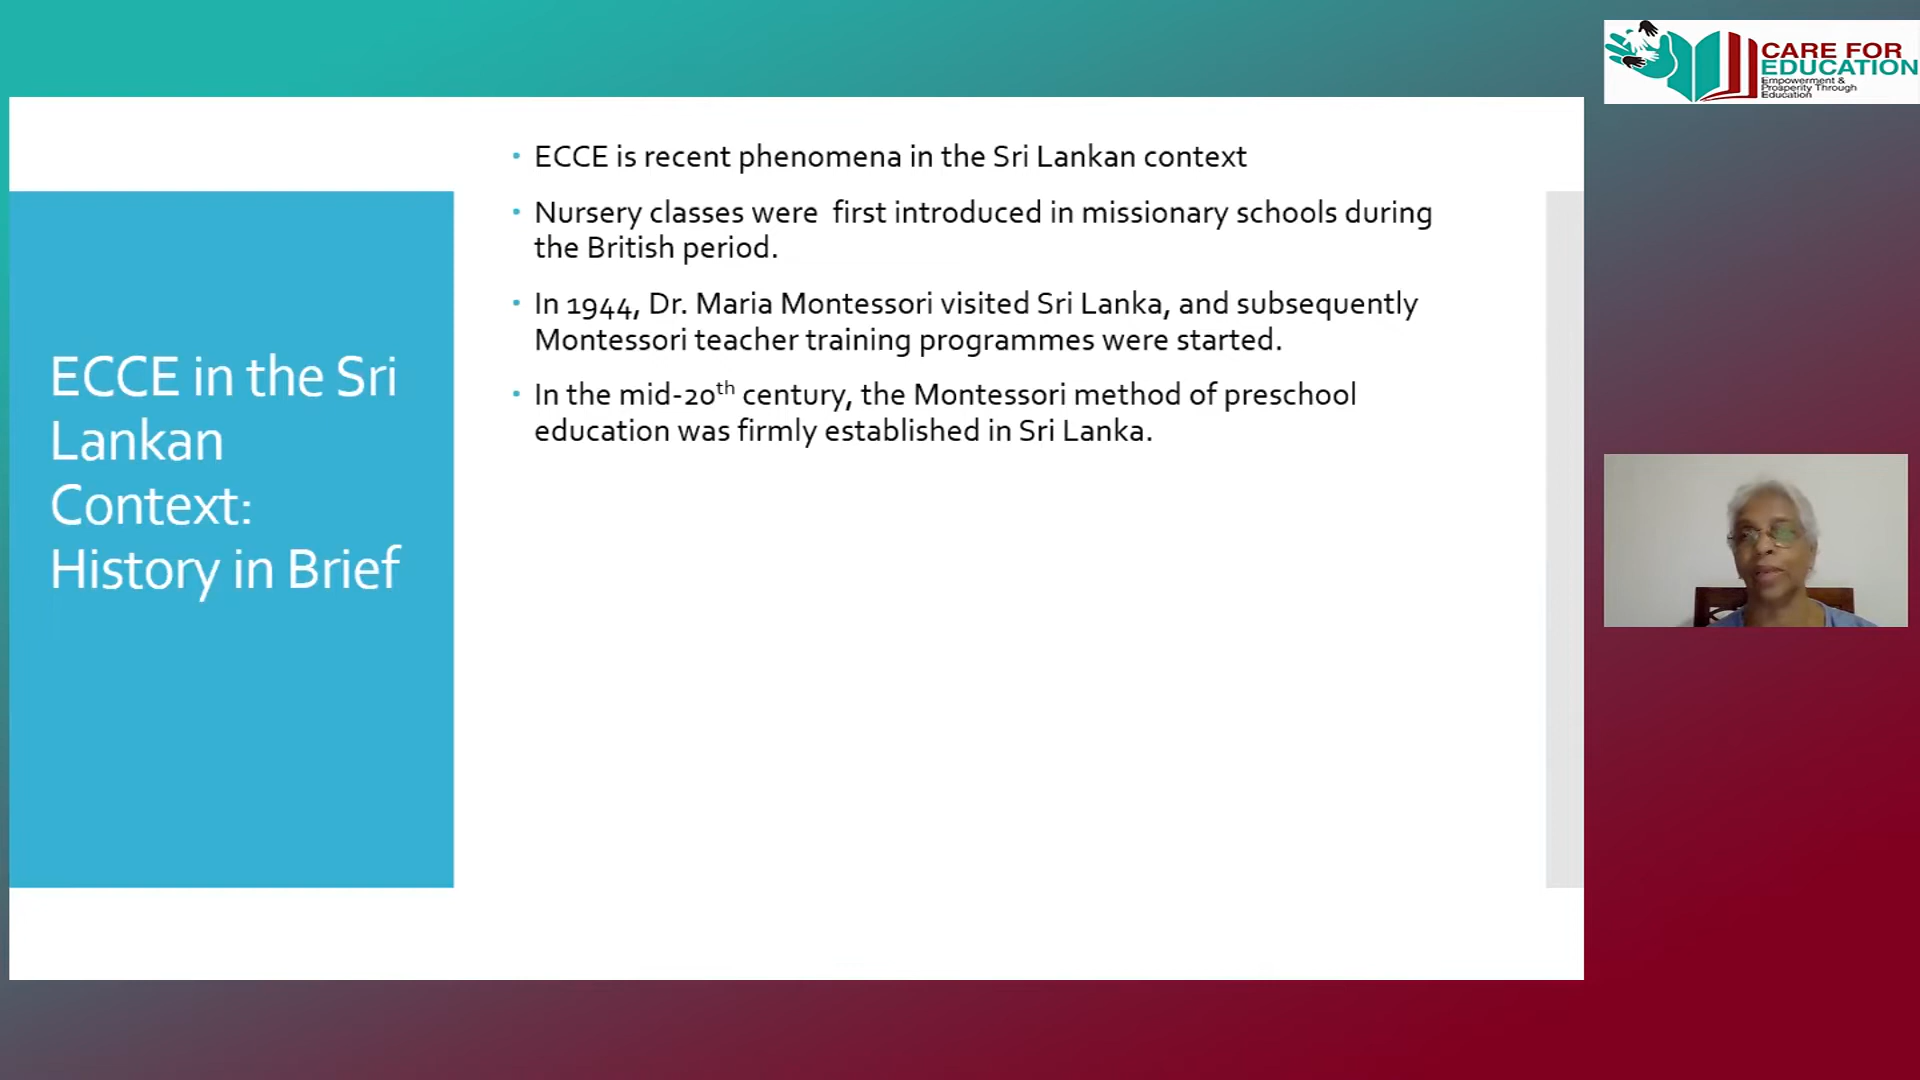 CARE FOR
EDUCATION
Empowerment &
Prosperity Through
Education
ECCE in the Sri
Lankan
Context:
History in Brief
• ECCE is recent phenomena in the Sri Lankan context
• Nursery classes were  first introduced in missionary schools during
the British period.
• In 1944, Dr. Maria Montessori visited Sri Lanka, and subsequently
Montessori teacher training programmes were started.
• In the mid-20th century, the Montessori method of preschool
education was firmly established in Sri Lanka.